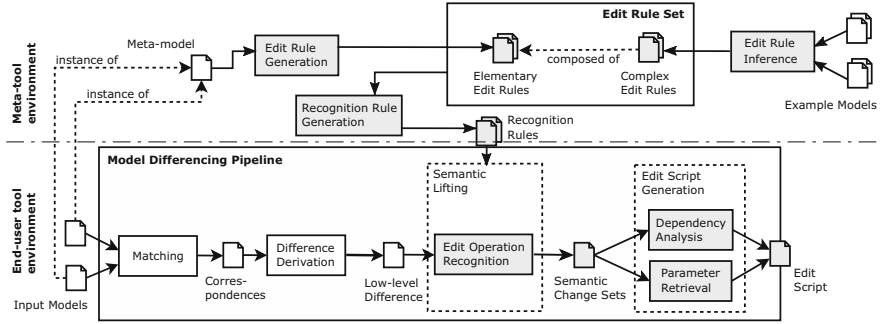 Edit Rule Set
Meta-tool
environment
instance of
Meta-model
Edit Rule
Generation
composed of
Elementary
Edit Rules
Complex
Edit Rules
Edit Rule
Inference
Example Models
instance of
Recognition Rule
Generation
Recognition
Rules
End-user tool
environment
Model Differencing Pipeline
Semantic
Lifting
Edit Script
Generation
Input Models
Matching
Corres-
pondences
Difference
Derivation
Low-level
Difference
Edit Operation
Recognition
Semantic
Change Sets
Dependency
Analysis
Parameter
Retrieval
Edit
Script